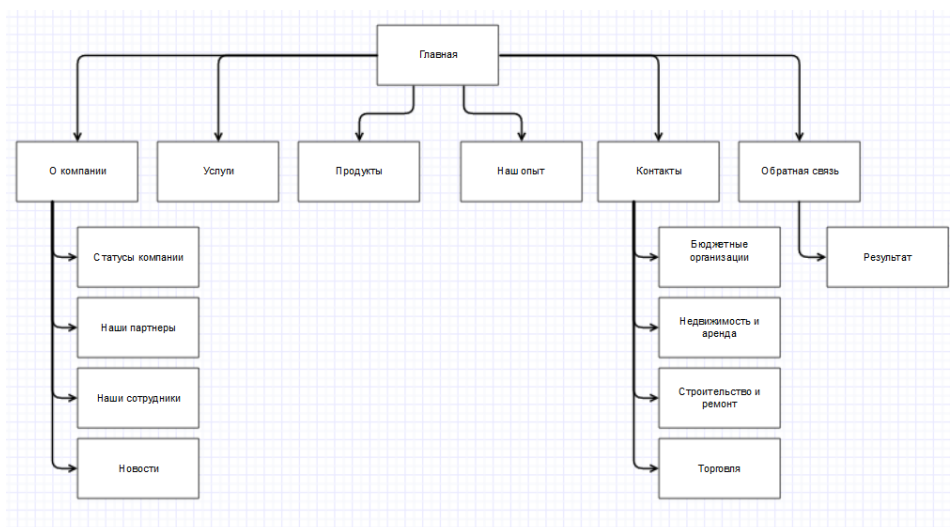 Главная
О компании
Услуги
Продукты
Наш опыт
Контакты
Обратная связь
Статусы компании
Наши партнеры
Наши сотрудники
Новости
Бюджетные
организации
Недвижимость и
аренда
Строительство и
ремонт
Торговля
Результат